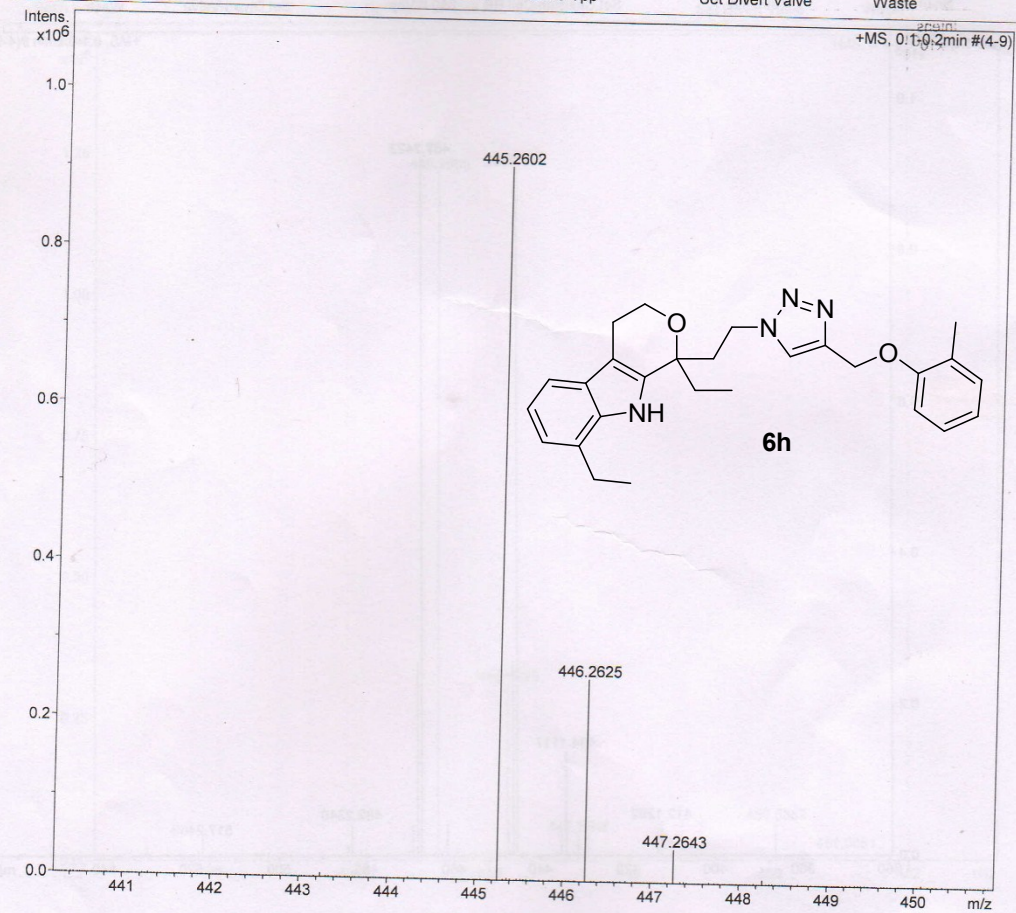 Set Divert Valve Waste
Intens.
x10⁶
+MS, 0.1-0.2min #(4-9)
1.0
445.2602
0.8
N N
O N N
O
0.6
NH
6h
0.4
446.2625
0.2
447.2643
0.0
441 442 443 444 445 446 447 448 449 450 m/z